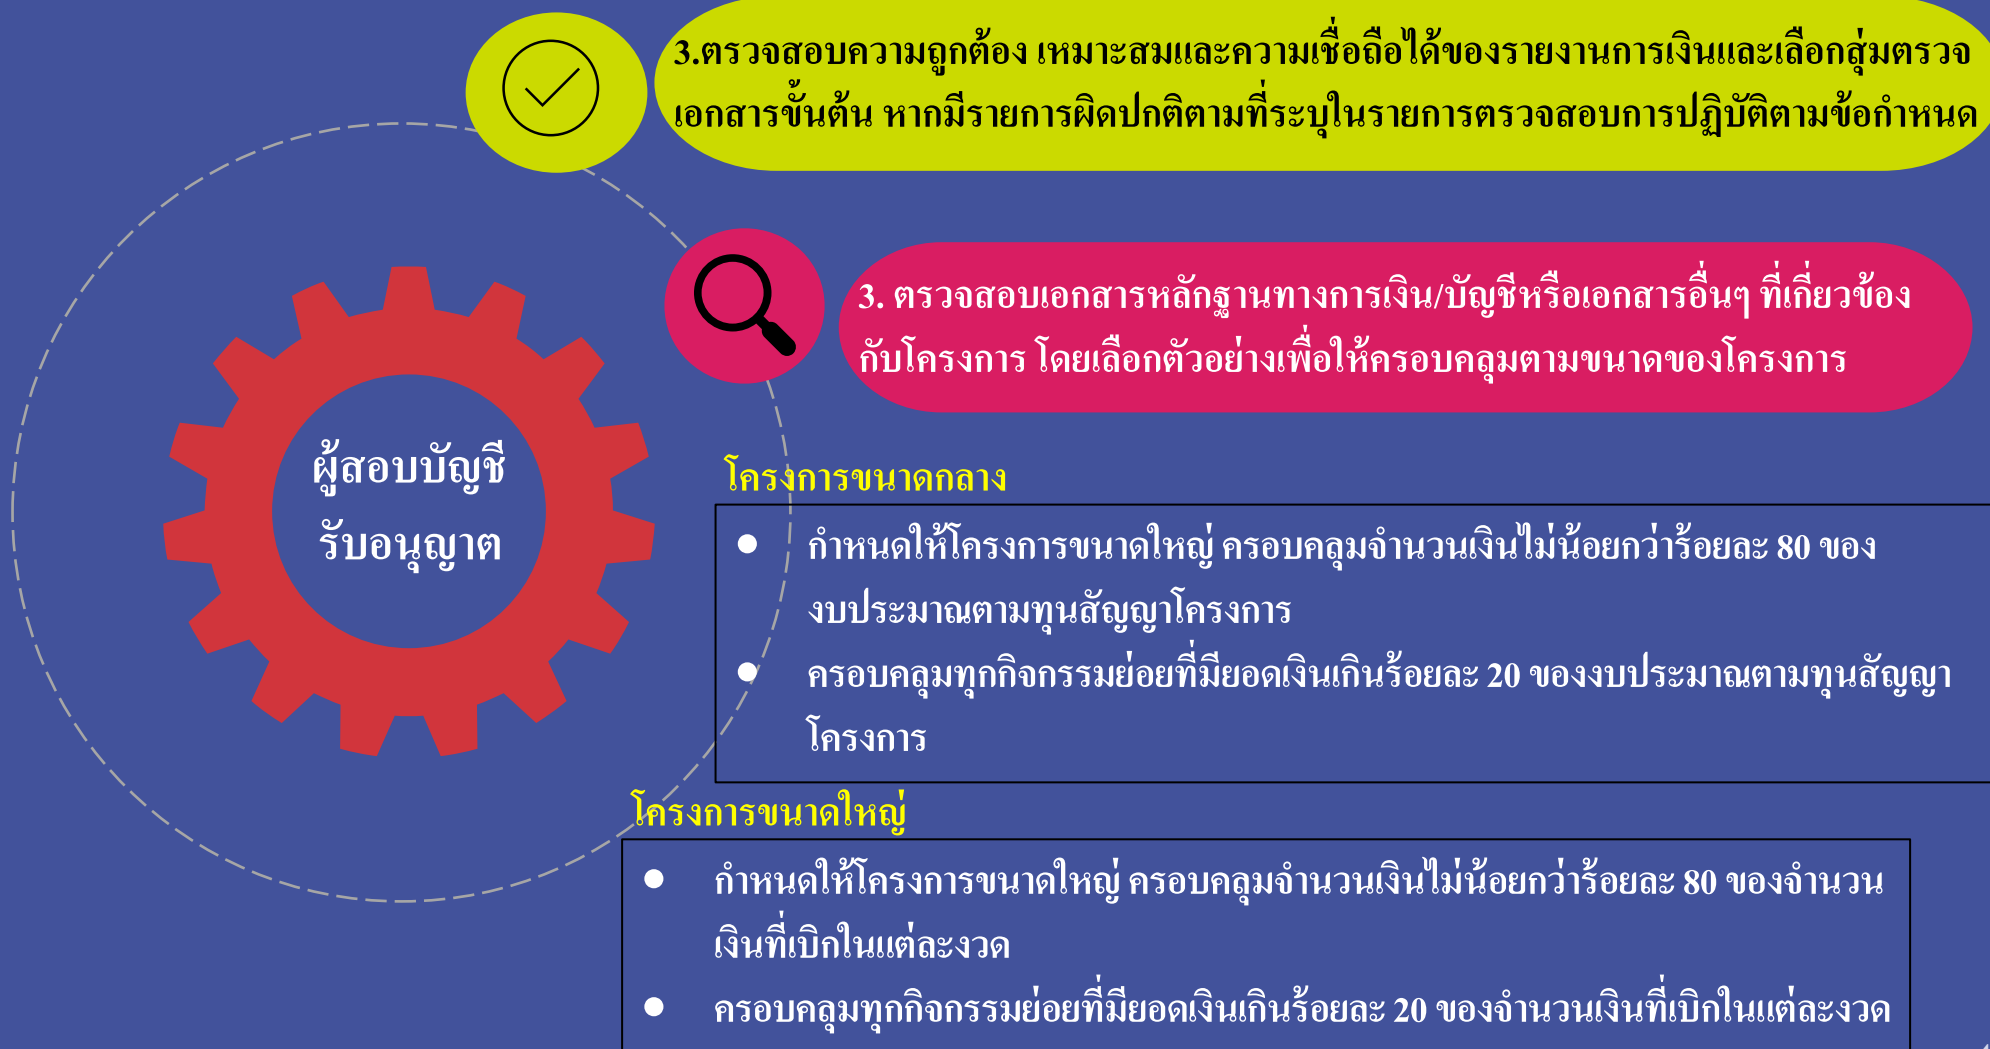 3.ตรวจสอบความถูกต้อง เหมาะสมและความเชื่อถือได้ของรายงานการเงินและเลือกสุ่มตรวจ
เอกสารขั้นต้น หากมีรายการผิดปกติตามที่ระบุในรายการตรวจสอบการปฏิบัติตามข้อกำหนด
3. ตรวจสอบเอกสารหลักฐานทางการเงิน/บัญชีหรือเอกสารอื่นๆ ที่เกี่ยวข้อง
กับโครงการ โดยเลือกตัวอย่างเพื่อให้ครอบคลุมตามขนาดของโครงการ
ผู้สอบบัญชี
รับอนุญาต
โครงการขนาดกลาง
● กำหนดให้โครงการขนาดใหญ่ ครอบคลุมจำนวนเงินไม่น้อยกว่าร้อยละ 80 ของ
งบประมาณตามทุนสัญญาโครงการ
● ครอบคลุมทุกกิจกรรมย่อยที่มียอดเงินเกินร้อยละ 20 ของงบประมาณตามทุนสัญญา
โครงการ
โครงการขนาดใหญ่
● กำหนดให้โครงการขนาดใหญ่ ครอบคลุมจำนวนเงินไม่น้อยกว่าร้อยละ 80 ของจำนวน
เงินที่เบิกในแต่ละงวด
● ครอบคลุมทุกกิจกรรมย่อยที่มียอดเงินเกินร้อยละ 20 ของจำนวนเงินที่เบิกในแต่ละงวด